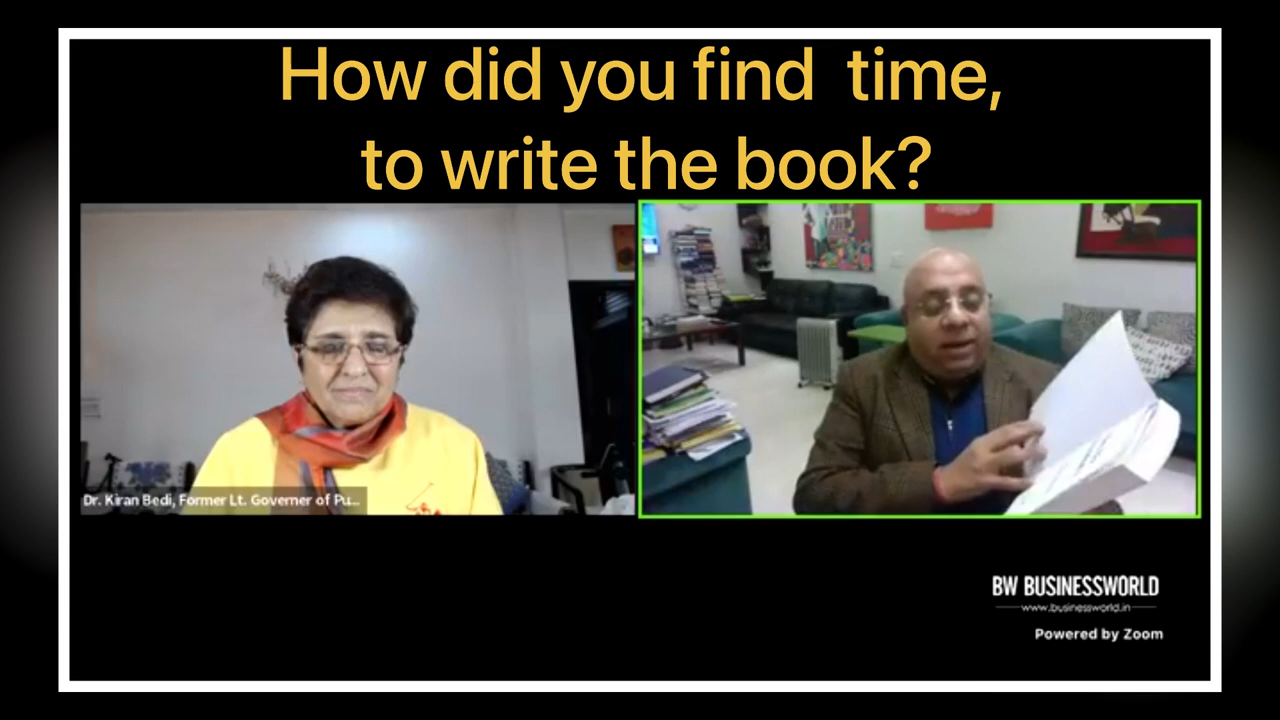 How did you find time,
to write the book?
Dr. Kiran Bedi, Former Lt. Governer of Pu...
BW BUSINESSWORLD
www.businessworld.in
Powered by Zoom